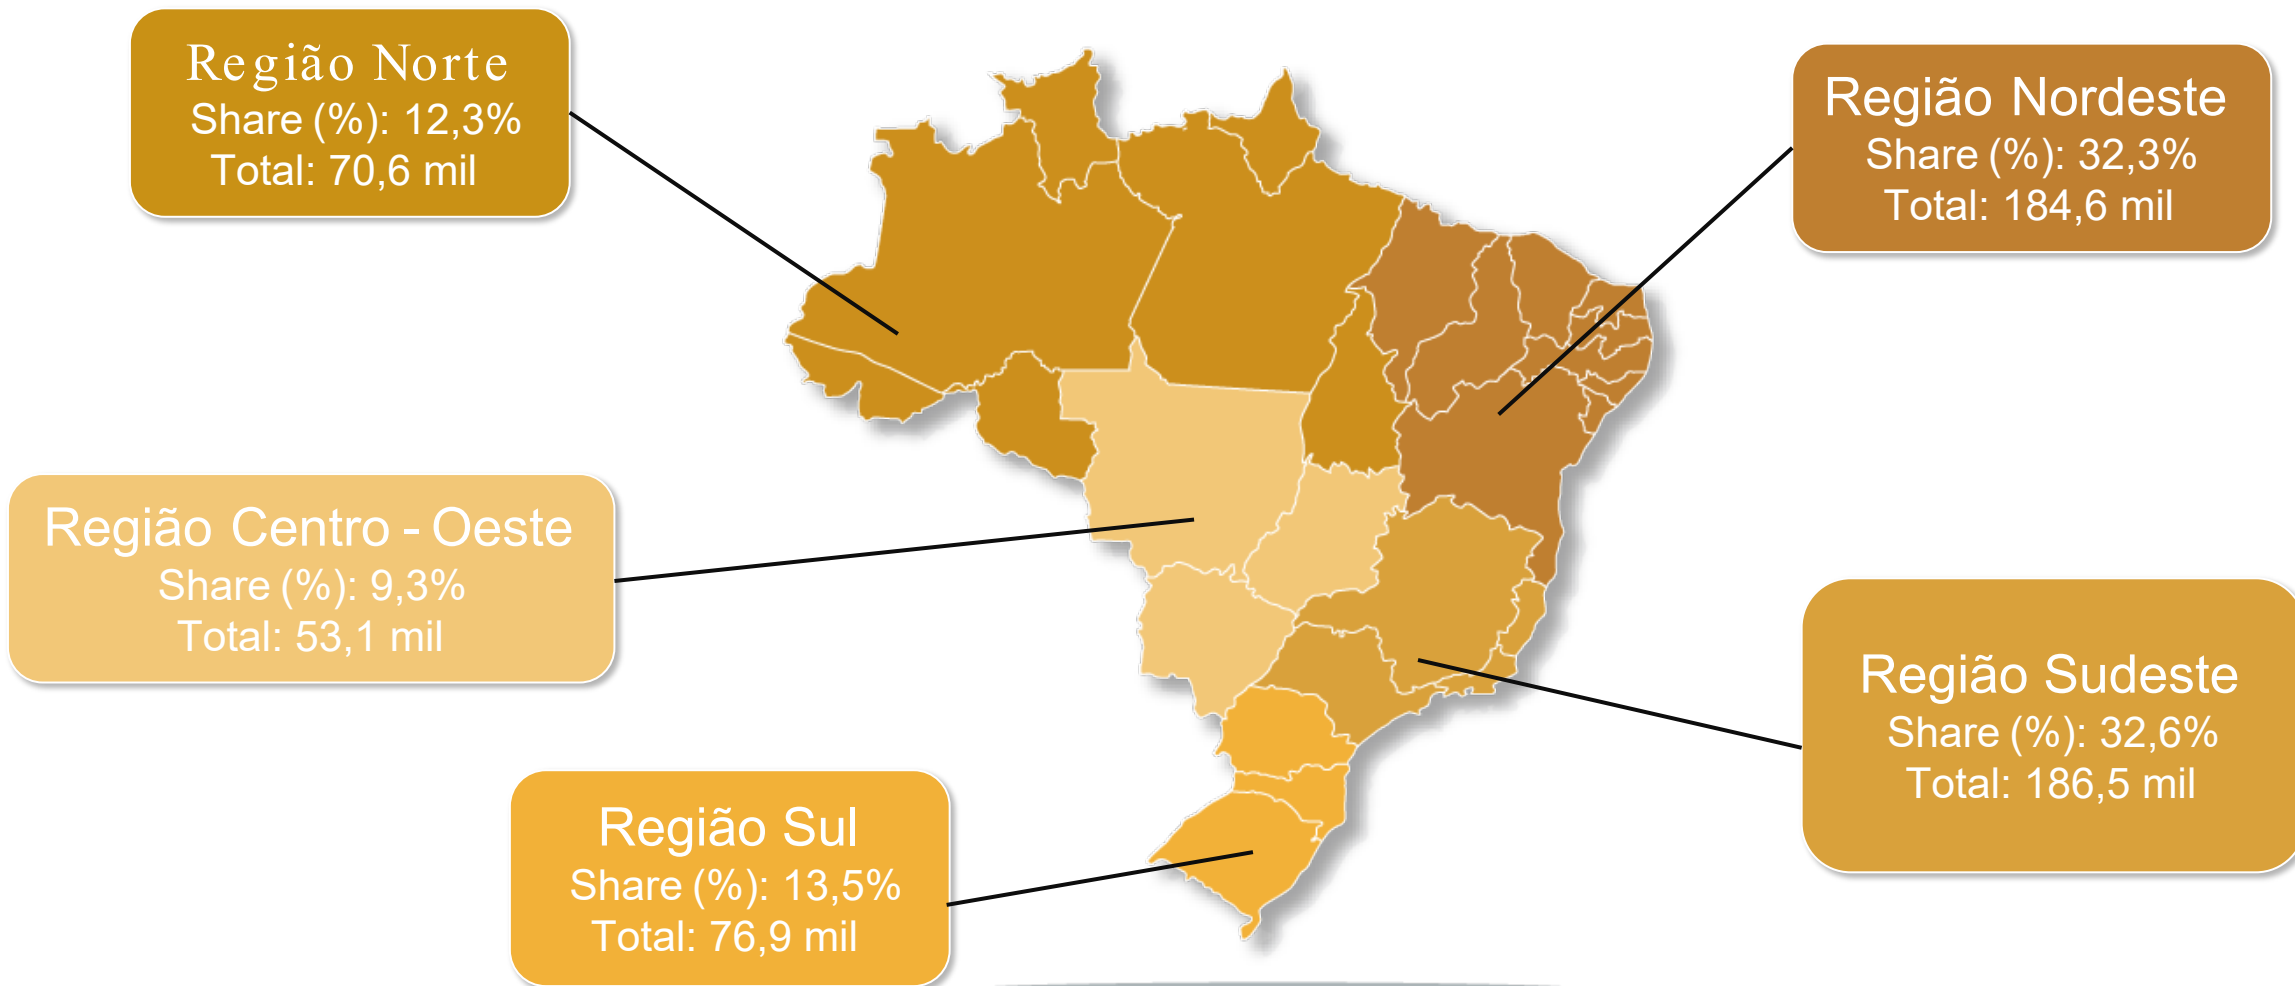 Região Norte
Share (%): 12,3%
Total: 70,6 mil
Região Nordeste
Share (%): 32,3%
Total: 184,6 mil
Região Centro - Oeste
Share (%): 9,3%
Total: 53,1 mil
Região Sudeste
Share (%): 32,6%
Total: 186,5 mil
Região Sul
Share (%): 13,5%
Total: 76,9 mil